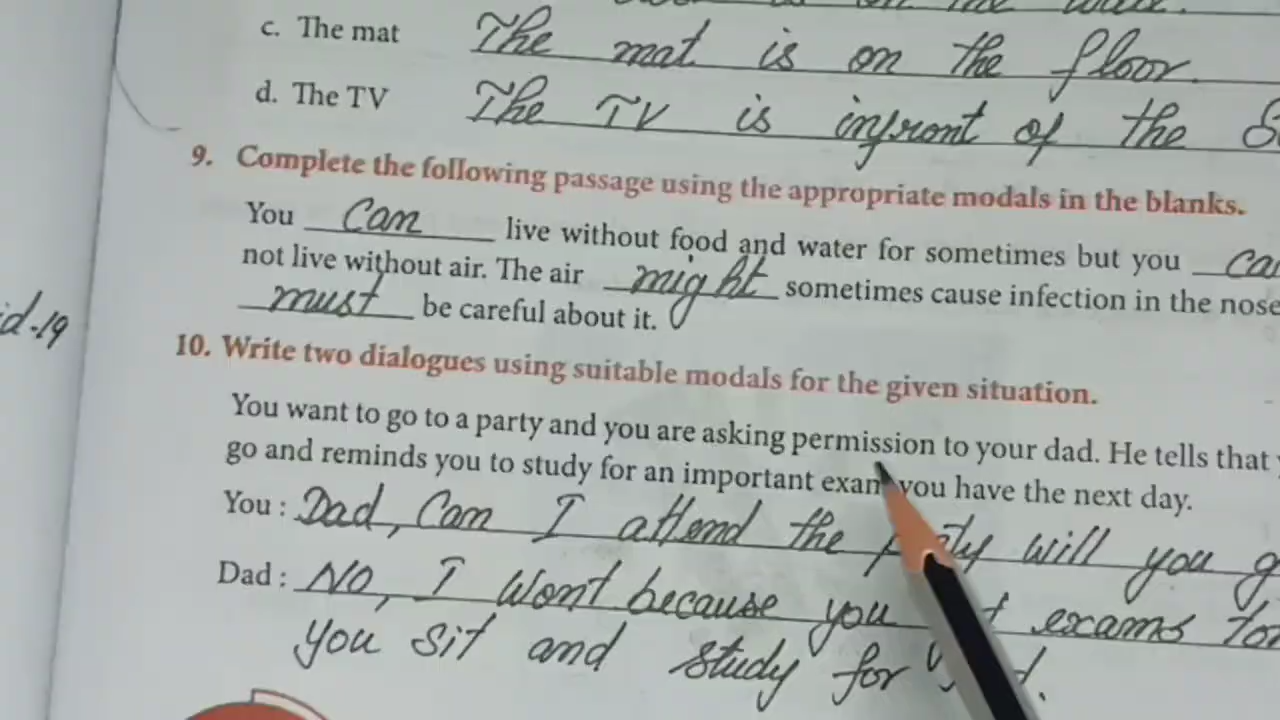 c. The mat The mat is on the floor.
d. The TV The TV is infront of the
9. Complete the following passage using the appropriate modals in the blanks.
You can live without food and water for sometimes but you
not live without air. The air might sometimes cause infection in the nose
must be careful about it.
id-19
10. Write two dialogues using suitable modals for the given situation.
You want to go to a party and you are asking permission to your dad. He tells that
go and reminds you to study for an important exam you have the next day.
You : Dad, Can I attend the will you
Dad : No, I Won't because you exams
you sit and study for